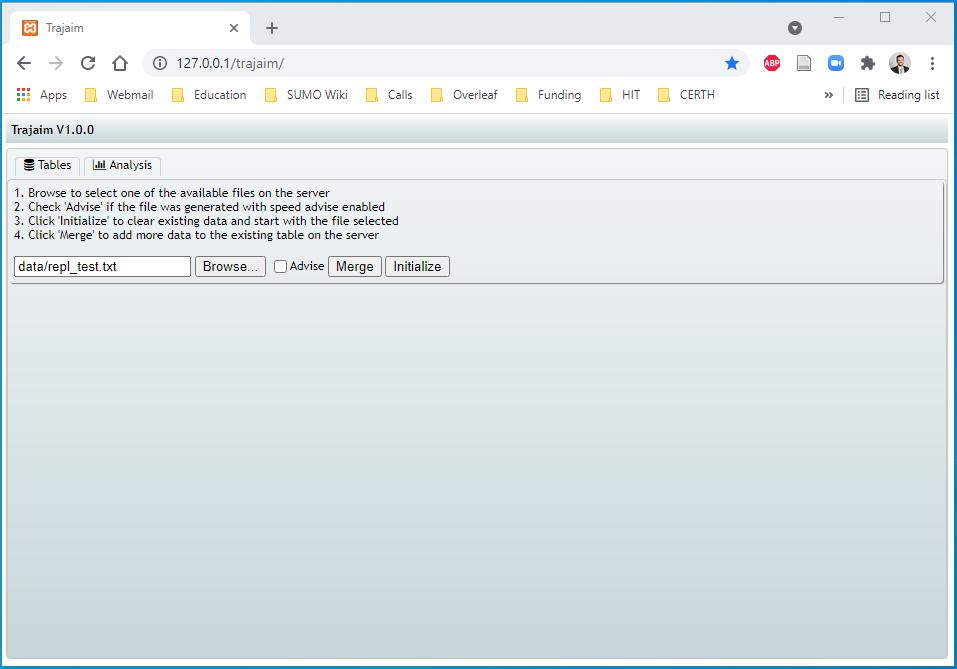 Trajaim
127.0.0.1/trajaim/
ABP
Apps Webmail Education SUMO Wiki Calls Overleaf Funding HIT CERTH » Reading list
Trajaim V1.0.0
Tables Analysis
1. Browse to select one of the available files on the server
2. Check 'Advise' if the file was generated with speed advise enabled
3. Click 'Initialize' to clear existing data and start with the file selected
4. Click 'Merge' to add more data to the existing table on the server
data/repl_test.txt Browse... Advise Merge Initialize